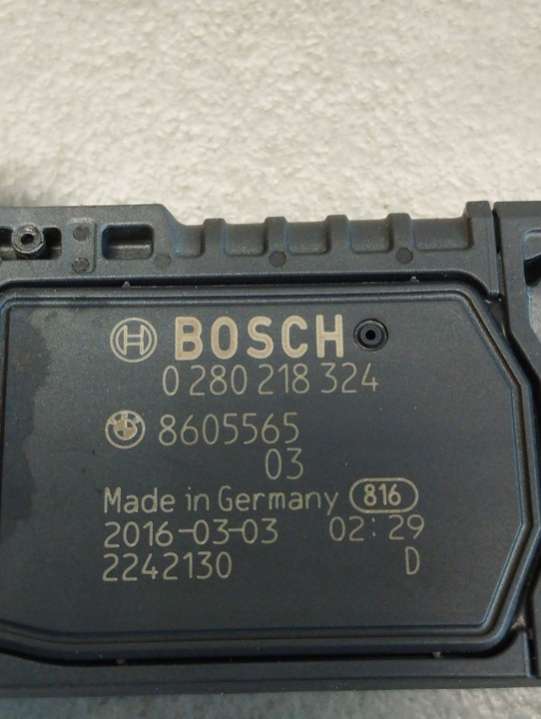 BOSCH
0 280 218 324
8605565
03
Made in Germany 816
2016-03-03 02:29
2242130 D